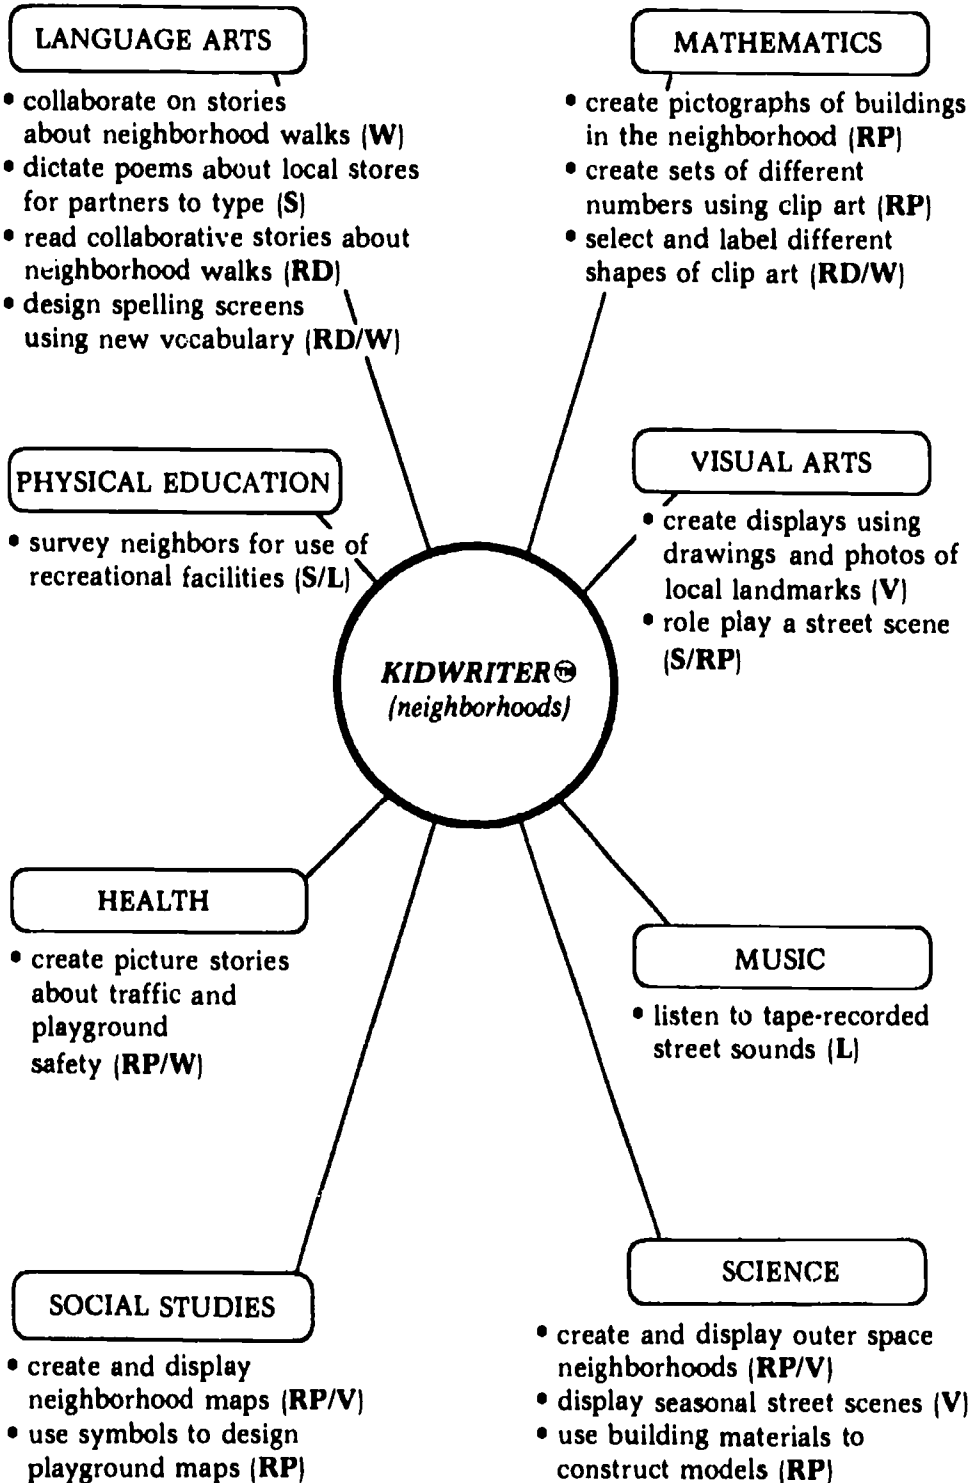 LANGUAGE ARTS
• collaborate on stories
about neighborhood walks (W)
• dictate poems about local stores
for partners to type (S)
• read collaborative stories about
neighborhood walks (RD)
• design spelling screens
using new vocabulary (RD/W)
MATHEMATICS
• create pictographs of buildings
in the neighborhood (RP)
• create sets of different
numbers using clip art (RP)
• select and label different
shapes of clip art (RD/W)
PHYSICAL EDUCATION
• survey neighbors for use of
recreational facilities (S/L)
VISUAL ARTS
• create displays using
drawings and photos of
local landmarks (V)
• role play a street scene
(S/RP)
KIDWRITER™
(neighborhoods)
HEALTH
• create picture stories
about traffic and
playground
safety (RP/W)
MUSIC
• listen to tape-recorded
street sounds (L)
SOCIAL STUDIES
• create and display
neighborhood maps (RP/V)
• use symbols to design
playground maps (RP)
SCIENCE
• create and display outer space
neighborhoods (RP/V)
• display seasonal street scenes (V)
• use building materials to
construct models (RP)